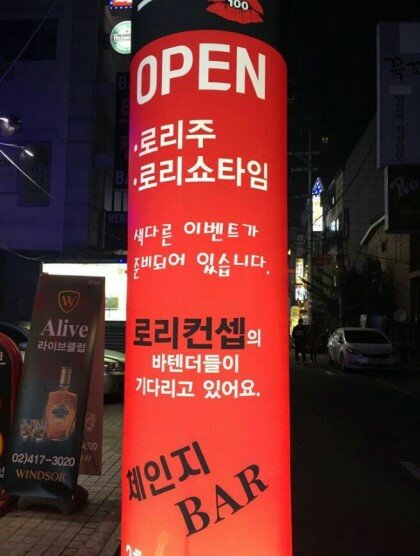 100
Heineken
OPEN
·로리주
·로리쇼타임
색다른 이벤트가
준비되어 있습니다.
로리컨셉의
바텐더들이
기다리고 있어요.
체인지
BAR
W
Alive
라이브클럽
02)417-3020
WINDSOR